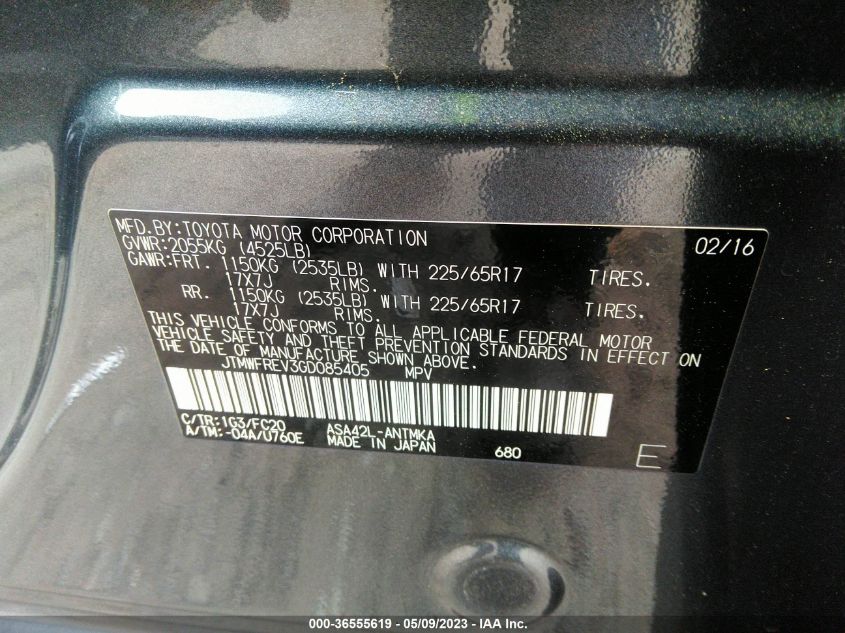 MFD.BY:TOYOTA MOTOR CORPORATION 02/16
GVWR:2055KG (4525LB)
GAWR:FRT. 1150KG (2535LB) WITH 225/65R17 TIRES.
17X7J RIMS.
RR. 1150KG (2535LB) WITH 225/65R17 TIRES.
17X7J RIMS.
THIS VEHICLE CONFORMS TO ALL APPLICABLE FEDERAL MOTOR
VEHICLE SAFETY AND THEFT PREVENTION STANDARDS IN EFFECT ON
THE DATE OF MANUFACTURE SHOWN ABOVE.
JTMWFREV3GD085405 MPV
C/TR:1G3/FC20 ASA42L-ANTMKA
A/TM:-04A/U760E MADE IN JAPAN 680 E
000-36555619 - 05/09/2023 - IAA Inc.